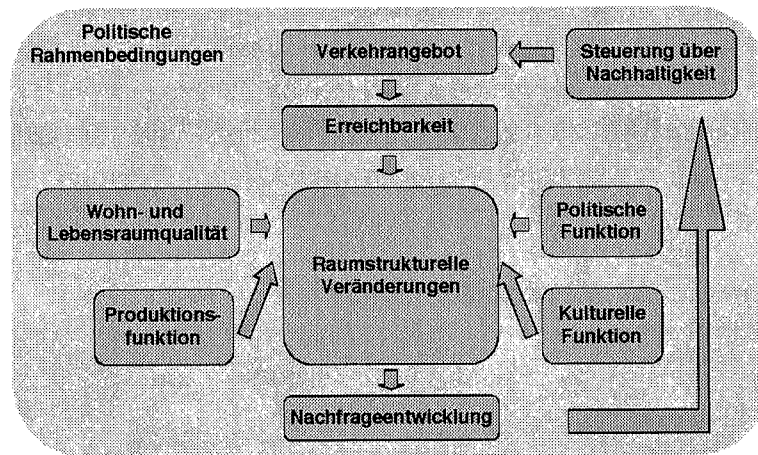 Politische
Rahmenbedingungen
Verkehrangebot
Steuerung über
Nachhaltigkeit
Erreichbarkeit
Wohn- und
Lebensraumqualität
Politische
Funktion
Raumstrukturelle
Veränderungen
Produktions-
funktion
Kulturelle
Funktion
Nachfrageentwicklung